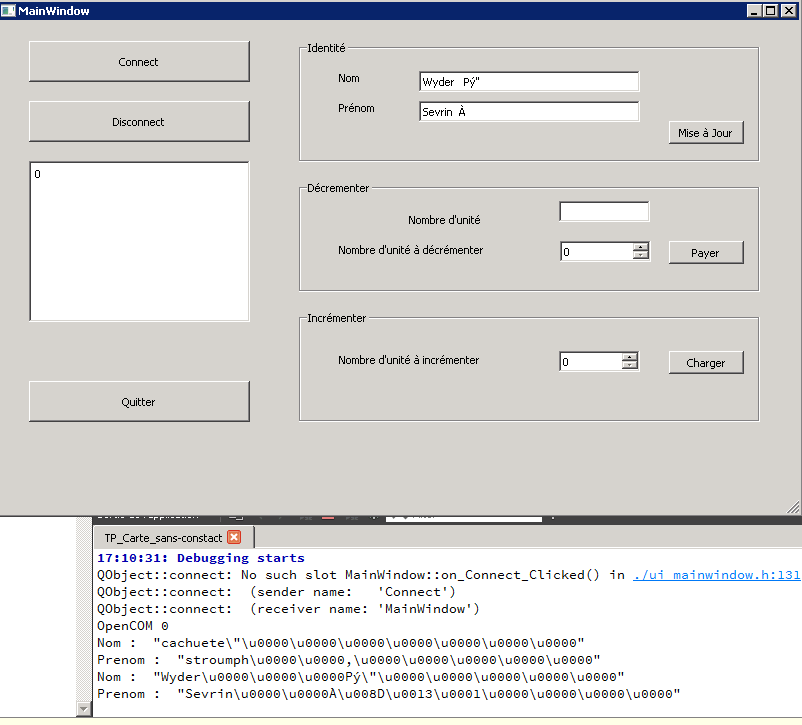 MainWindow
Connect
Disconnect
0
Quitter
Identité
Nom
Wyder Pý"
Prénom
Sevrin À
Mise à Jour
Décrementer
Nombre d'unité
Nombre d'unité à décrémenter
0
Payer
Incrémenter
Nombre d'unité à incrémenter
0
Charger
TP_Carte_sans-constact
17:10:31: Debugging starts
QObject::connect: No such slot MainWindow::on_Connect_Clicked() in ./ui_mainwindow.h:131
QObject::connect:  (sender name:   'Connect')
QObject::connect:  (receiver name: 'MainWindow')
OpenCOM 0
Nom :  "cachuete\"\u0000\u0000\u0000\u0000\u0000\u0000\u0000"
Prenom :  "stroumph\u0000\u0000,\u0000\u0000\u0000\u0000\u0000"
Nom :  "Wyder\u0000\u0000\u0000Pý\"\u0000\u0000\u0000\u0000\u0000"
Prenom :  "Sevrin\u0000\u0000À\u008D\u0013\u0001\u0000\u0000\u0000\u0000"